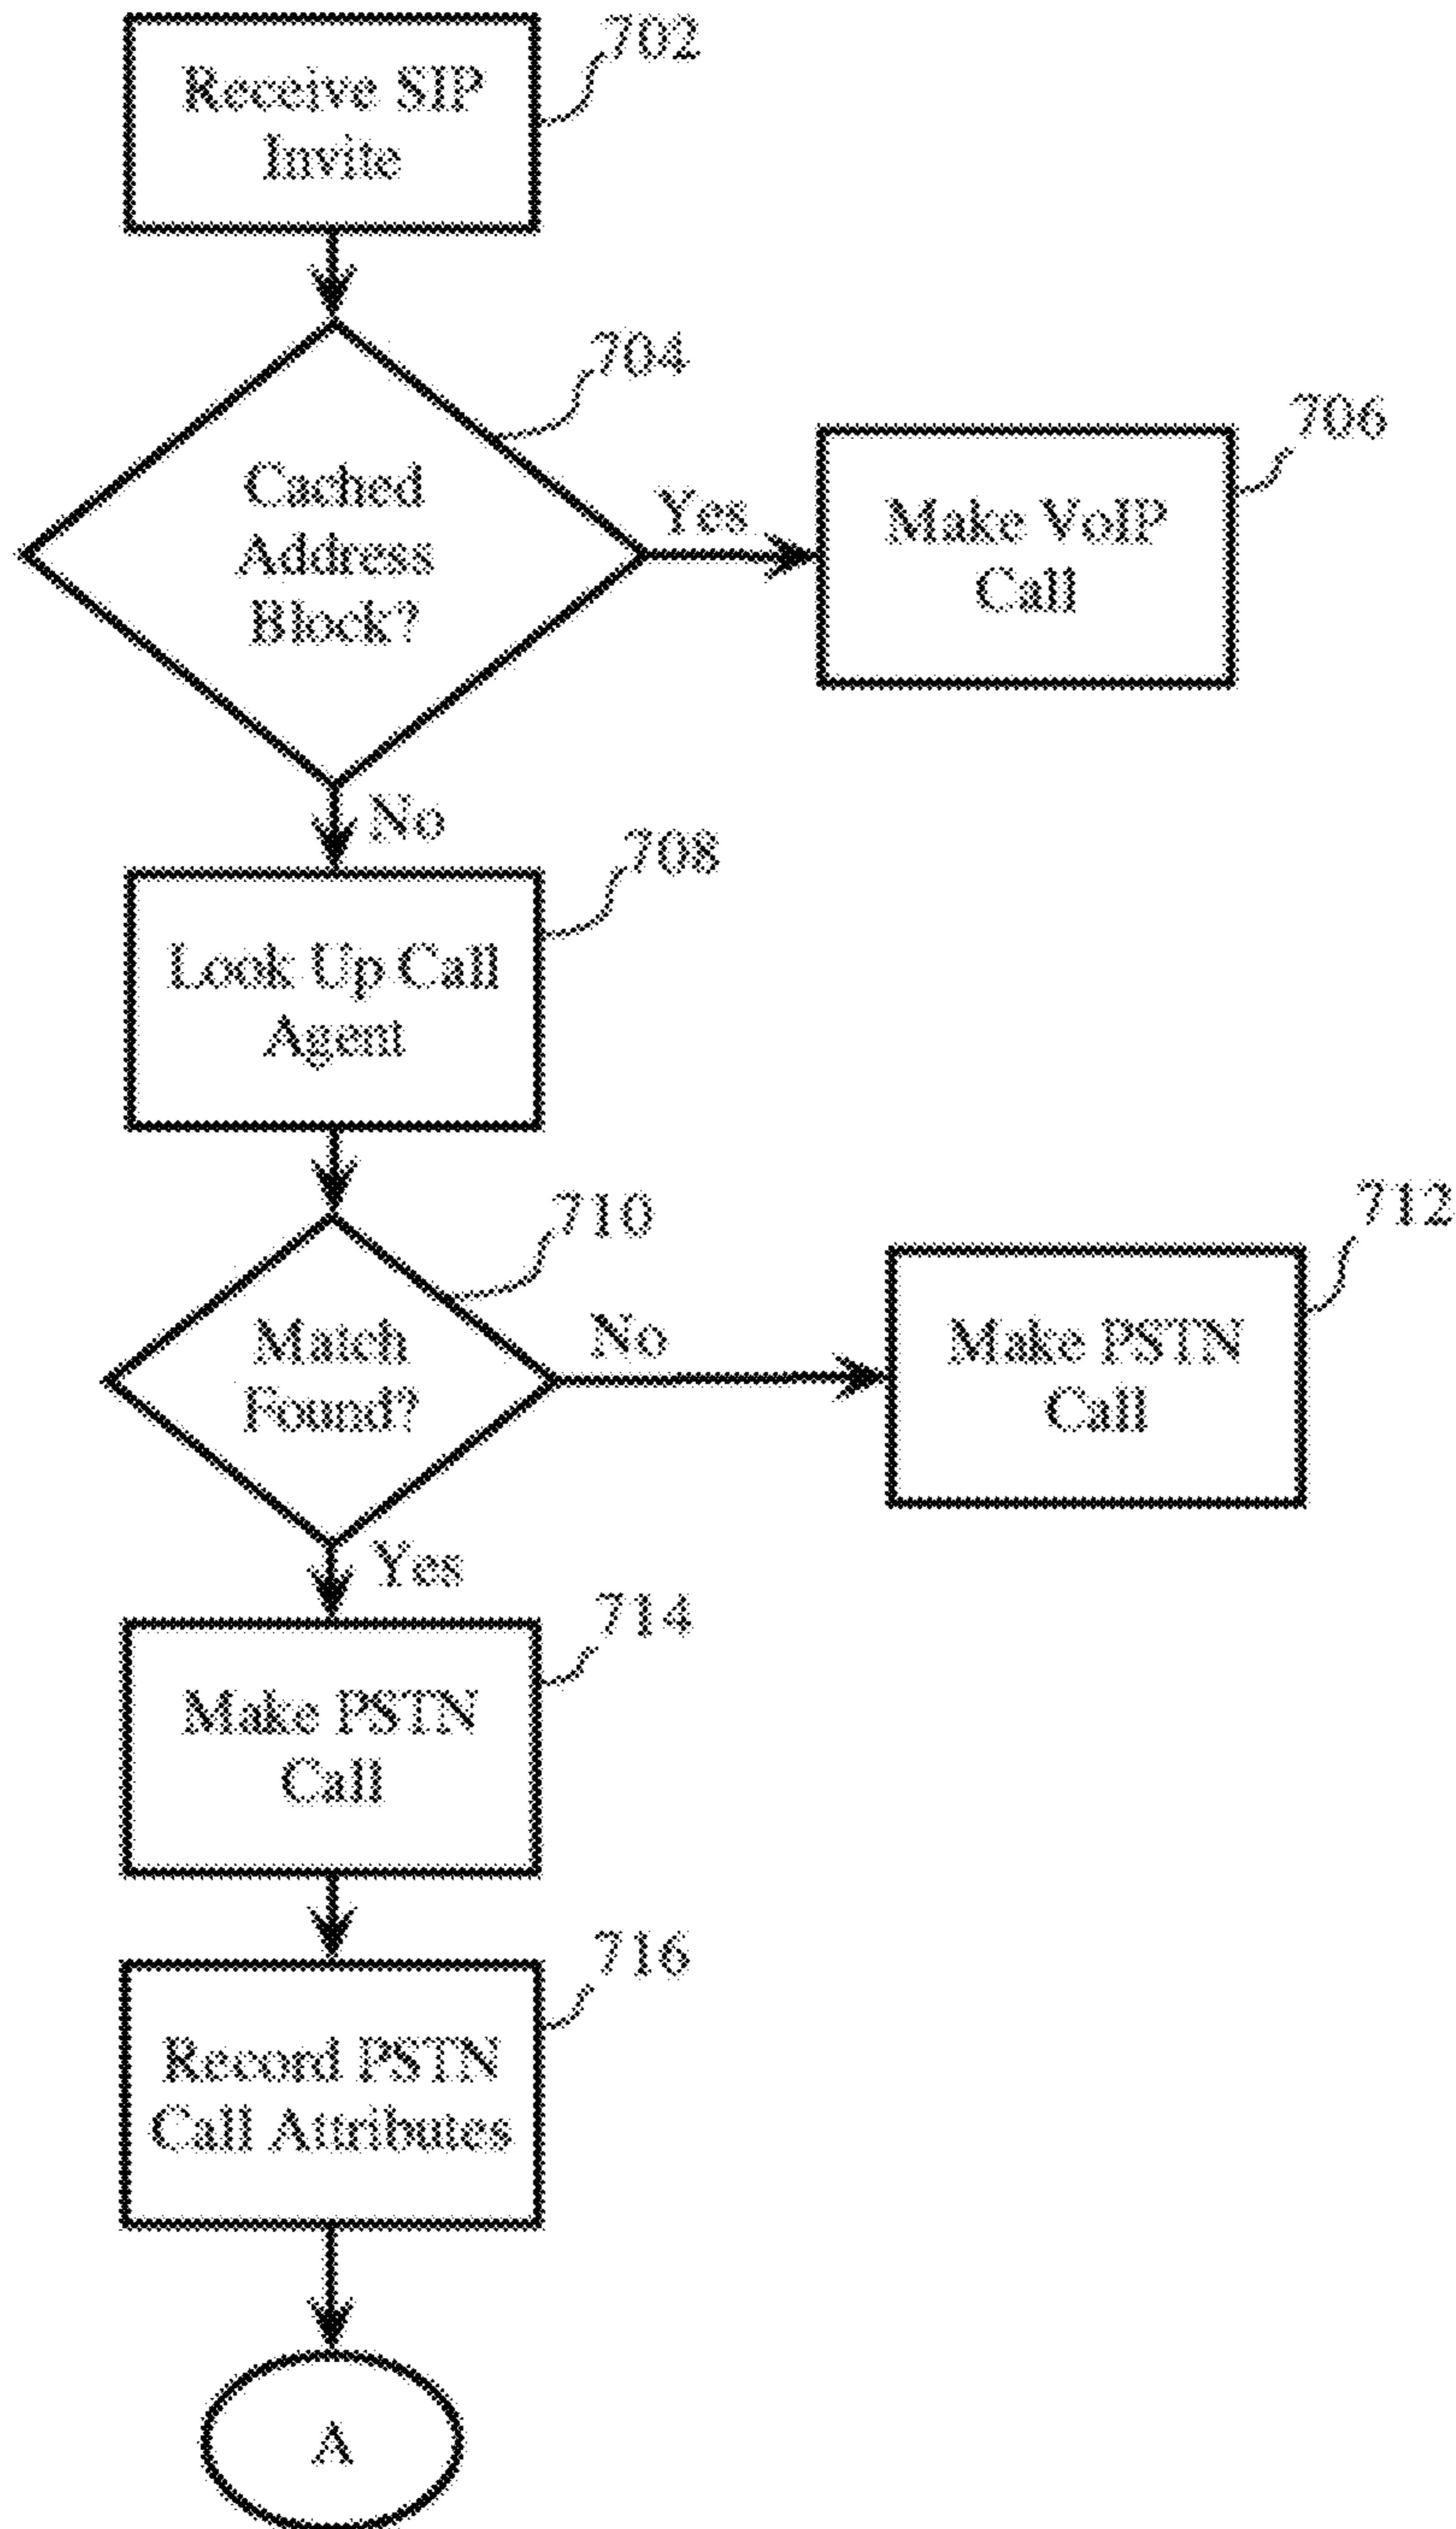 702
Receive SIP
Invite
704
Cached
Address
Block?
Yes
706
Make VoIP
Call
No
708
Look Up Call
Agent
710
Match
Found?
No
712
Make PSTN
Call
Yes
714
Make PSTN
Call
716
Record PSTN
Call Attributes
A